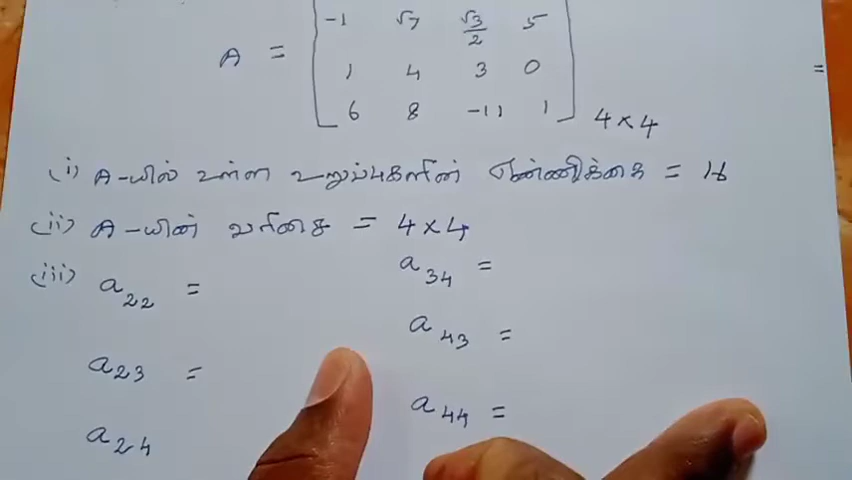 -1 √7 √3/2 5
A = 1 4 3 0
6 8 -11 1 4×4
(i) A-யில் உள்ள உறுப்புகளின் எண்ணிக்கை = 16
(ii) A-யின் வரிசை = 4×4
(iii) a22 = a34 =
a43 =
a23 =
a44 =
a24
=